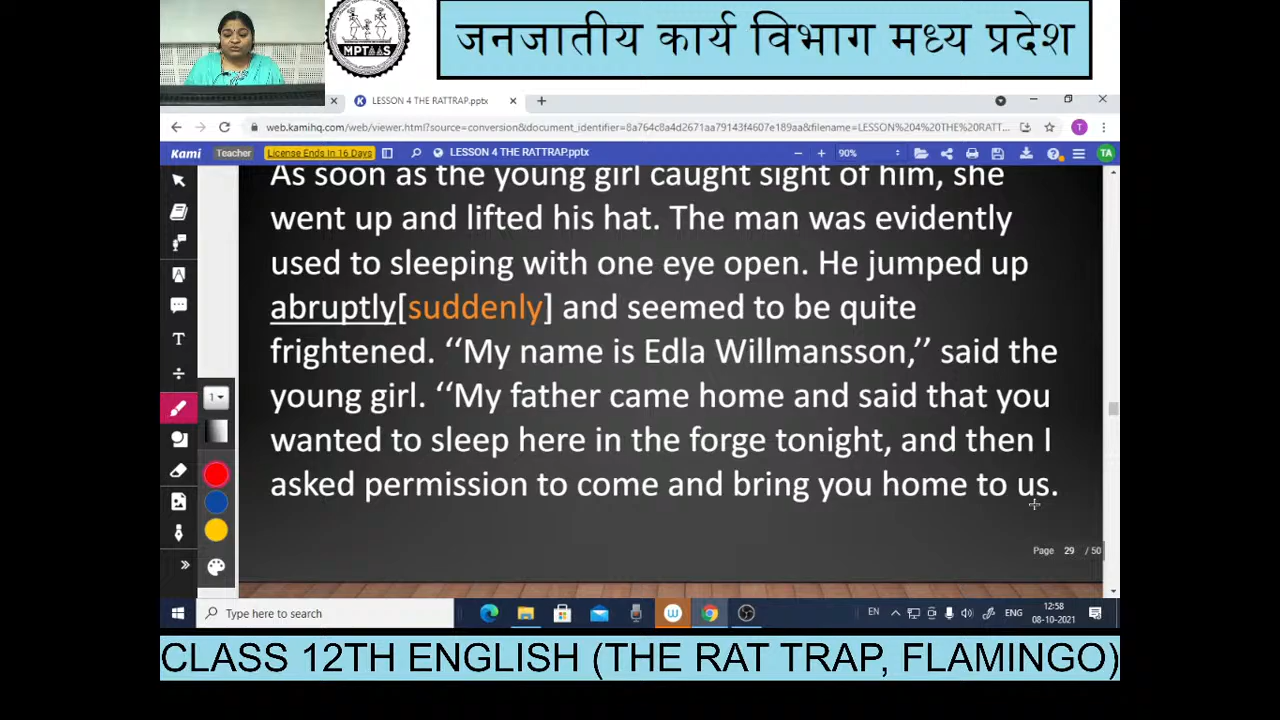 जनजातीय कार्य विभाग मध्य प्रदेश
MPTAAS
LESSON 4 THE RATTRAP.pptx
web.kamihq.com/web/viewer.html?source=conversion&document_identifier=8a764c8a4d2671aa79143f4607e189aa&filename=LESSON%204%20THE%20RATT...
Kami Teacher License Ends In 16 Days LESSON 4 THE RATTRAP.pptx 90% TA
As soon as the young girl caught sight of him, she
went up and lifted his hat. The man was evidently
used to sleeping with one eye open. He jumped up
abruptly[suddenly] and seemed to be quite
frightened. ‘‘My name is Edla Willmansson,’’ said the
young girl. ‘‘My father came home and said that you
wanted to sleep here in the forge tonight, and then I
asked permission to come and bring you home to us.
Page 29 / 50
Type here to search
EN
ENG
12:58
08-10-2021
CLASS 12TH ENGLISH (THE RAT TRAP, FLAMINGO)